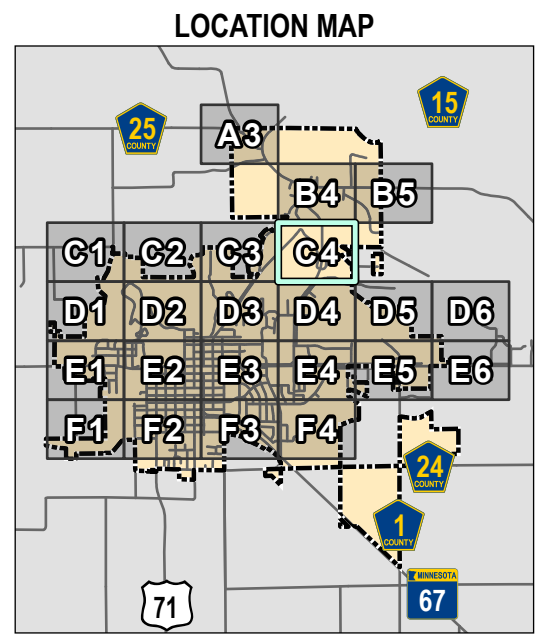 LOCATION MAP
15
COUNTY
25
COUNTY
A3
B4 B5
C1 C2 C3 C4
D1 D2 D3 D4 D5 D6
E1 E2 E3 E4 E5 E6
F1 F2 F3 F4
24
COUNTY
1
COUNTY
MINNESOTA
67
71